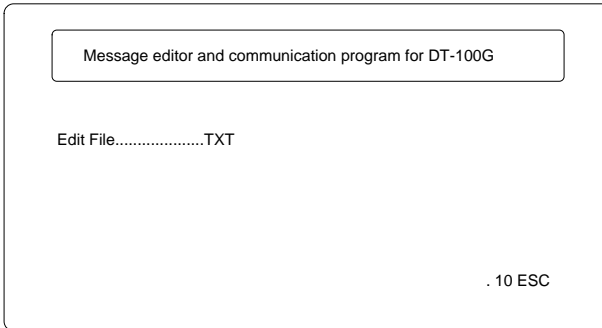 Message editor and communication program for DT-100G
Edit File....................TXT
. 10 ESC